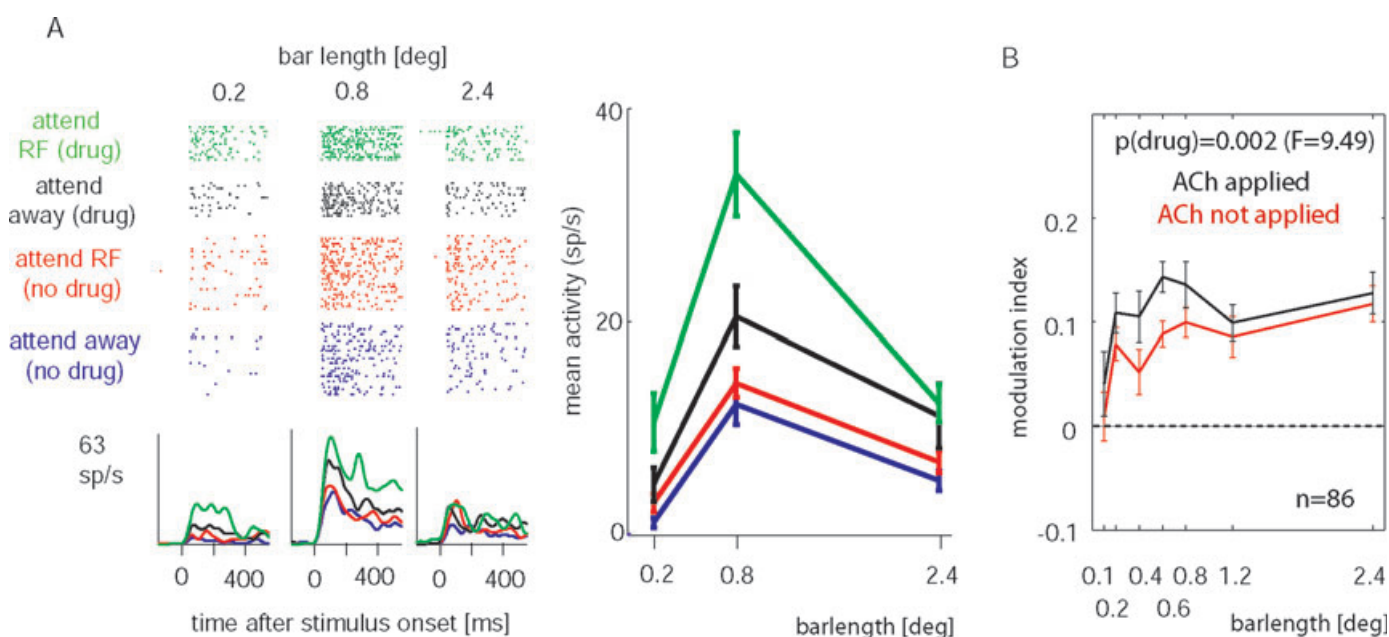 A
bar length [deg]
0.2 0.8 2.4
attend
RF (drug)
attend
away (drug)
attend RF
(no drug)
attend away
(no drug)
63
sp/s
0 400 0 400 0 400
time after stimulus onset [ms]
mean activity (sp/s)
40
20
0
0.2 0.8 2.4
barlength [deg]
B
p(drug)=0.002 (F=9.49)
ACh applied
ACh not applied
modulation index
0.2
0.1
0
-0.1
n=86
0.1 0.4 0.8 1.2 2.4
0.2 0.6
barlength [deg]